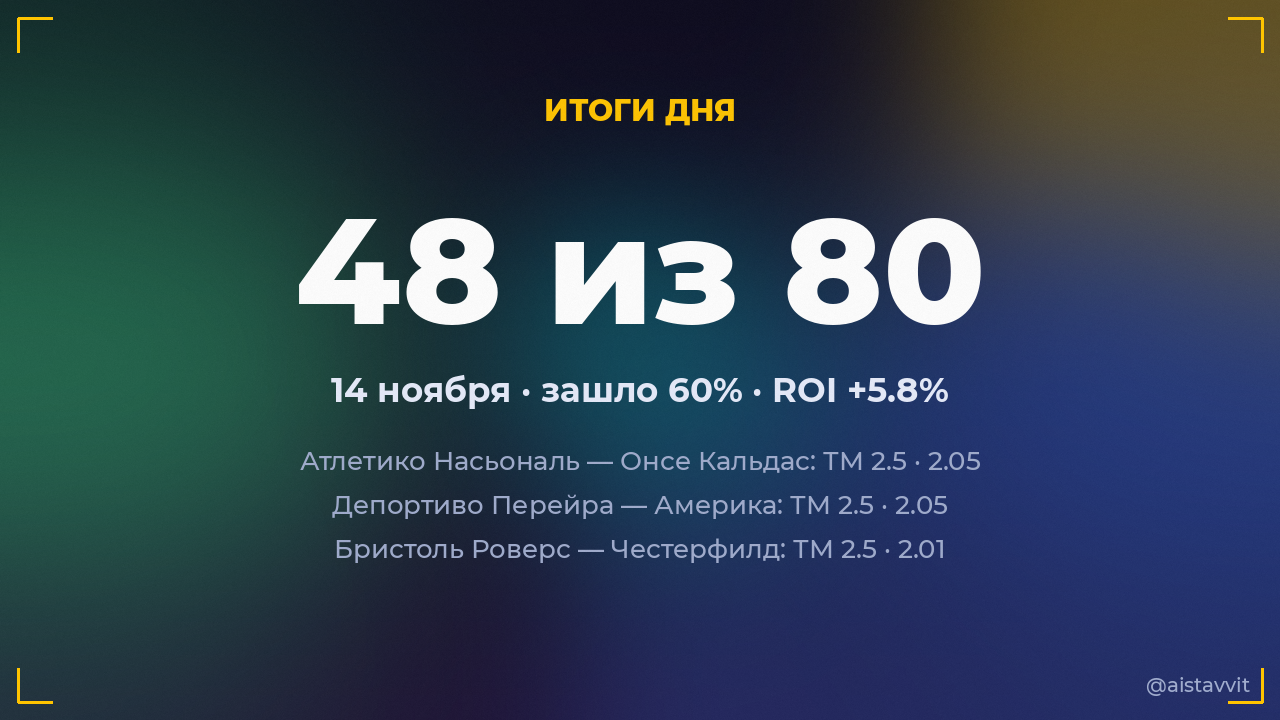 ИТОГИ ДНЯ
48 из 80
14 ноября · зашло 60% · ROI +5.8%
Атлетико Насьональ — Онсе Кальдас: ТМ 2.5 · 2.05
Депортиво Перейра — Америка: ТМ 2.5 · 2.05
Бристоль Роверс — Честерфилд: ТМ 2.5 · 2.01
@aistavvit